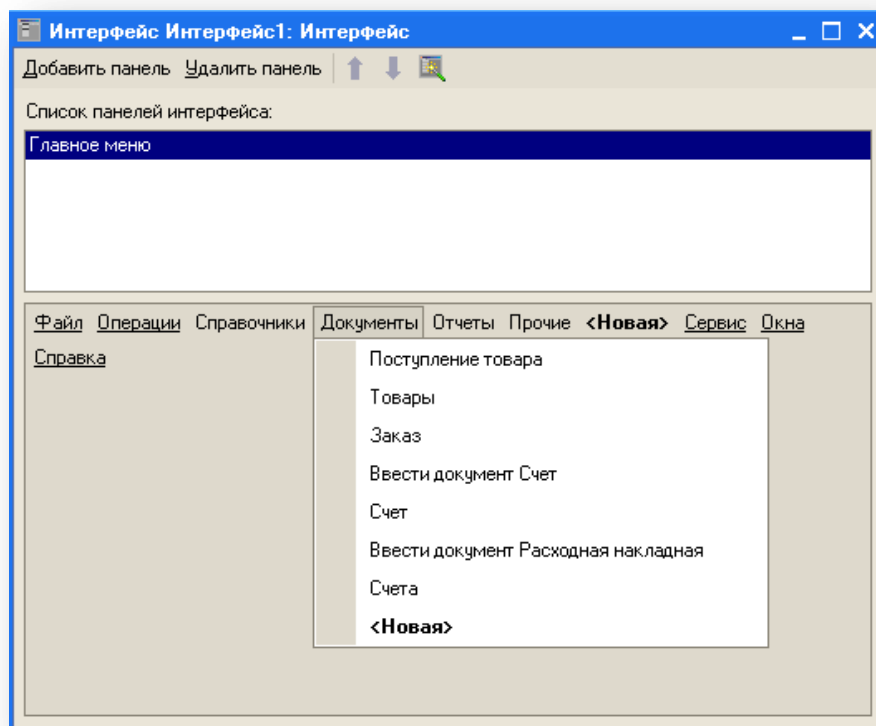 Интерфейс Интерфейс1: Интерфейс
Добавить панель Удалить панель
Список панелей интерфейса:
Главное меню
Файл Операции Справочники Документы Отчеты Прочие <Новая> Сервис Окна
Справка
Поступление товара
Товары
Заказ
Ввести документ Счет
Счет
Ввести документ Расходная накладная
Счета
<Новая>